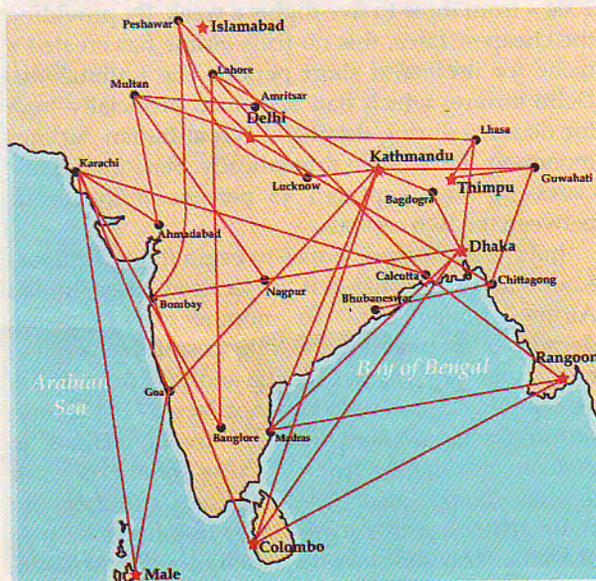 Peshawar
Islamabad
Lahore
Multan
Amritsar
Delhi
Lhasa
Karachi
Kathmandu
Lucknow
Thimpu
Guwahati
Bagdogra
Ahmadabad
Dhaka
Calcutta
Nagpur
Chittagong
Bombay
Bhubaneswar
Rangoon
Arabian
Sea
Bay of Bengal
Goa
Banglore
Madras
Colombo
Male